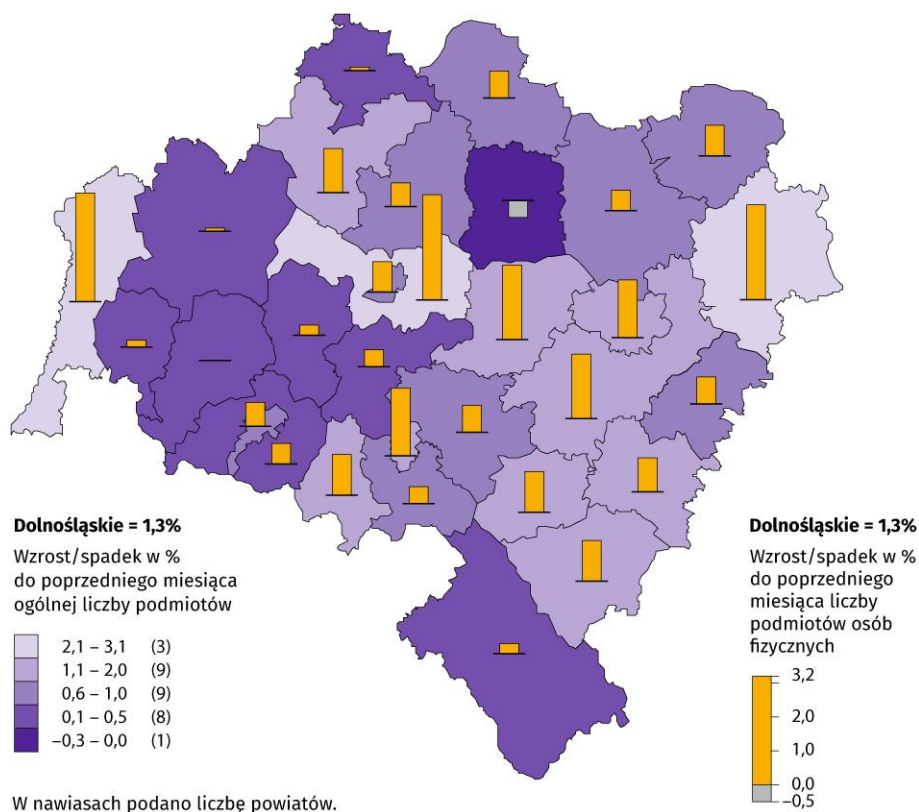 Dolnośląskie = 1,3%
Wzrost/spadek w %
do poprzedniego miesiąca
ogólnej liczby podmiotów
2,1 – 3,1 (3)
1,1 – 2,0 (9)
0,6 – 1,0 (9)
0,1 – 0,5 (8)
–0,3 – 0,0 (1)
W nawiasach podano liczbę powiatów.
Dolnośląskie = 1,3%
Wzrost/spadek w %
do poprzedniego
miesiąca liczby
podmiotów osób
fizycznych
3,2
2,0
1,0
0,0
–0,5